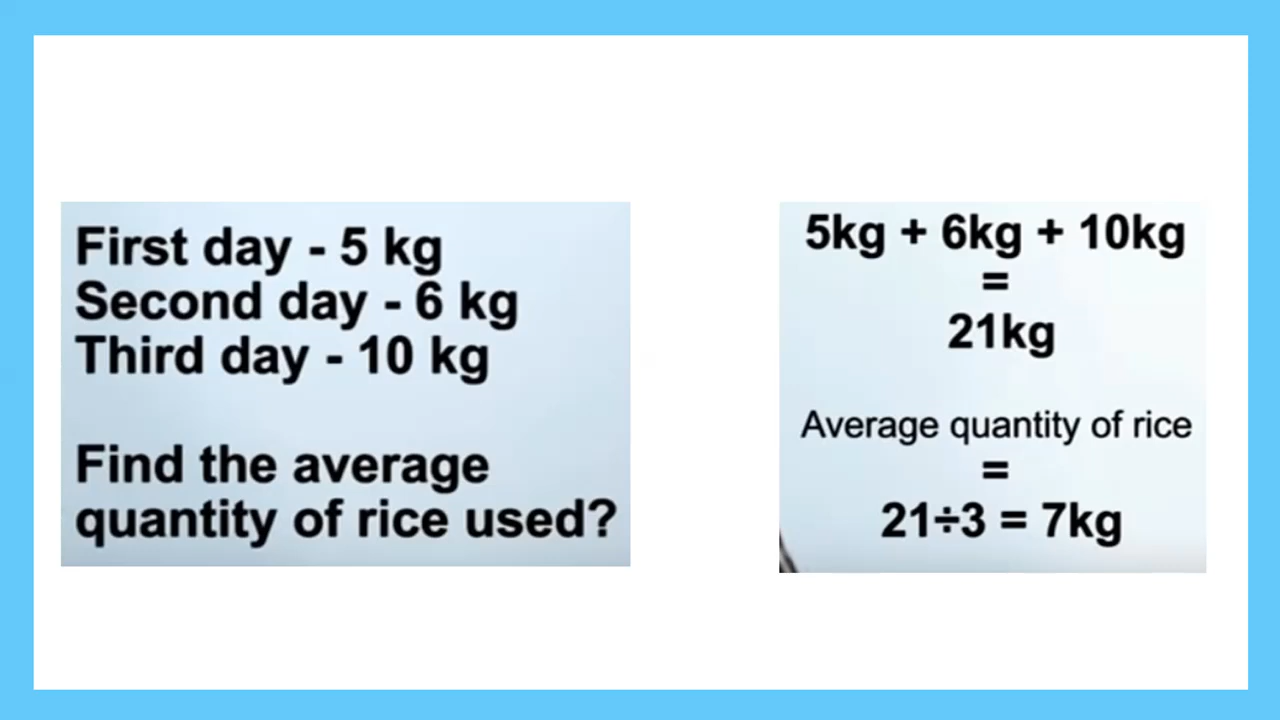 First day - 5 kg
Second day - 6 kg
Third day - 10 kg
Find the average
quantity of rice used?
5kg + 6kg + 10kg
=
21kg
Average quantity of rice
=
21÷3 = 7kg